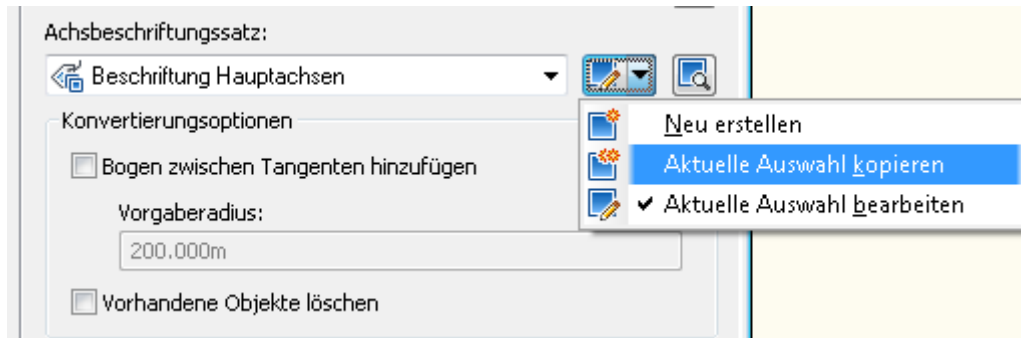 Achsbeschriftungssatz:
Beschriftung Hauptachsen
Konvertierungsoptionen
Neu erstellen
Bogen zwischen Tangenten hinzufügen
Aktuelle Auswahl kopieren
Vorgaberadius:
Aktuelle Auswahl bearbeiten
200.000m
Vorhandene Objekte löschen